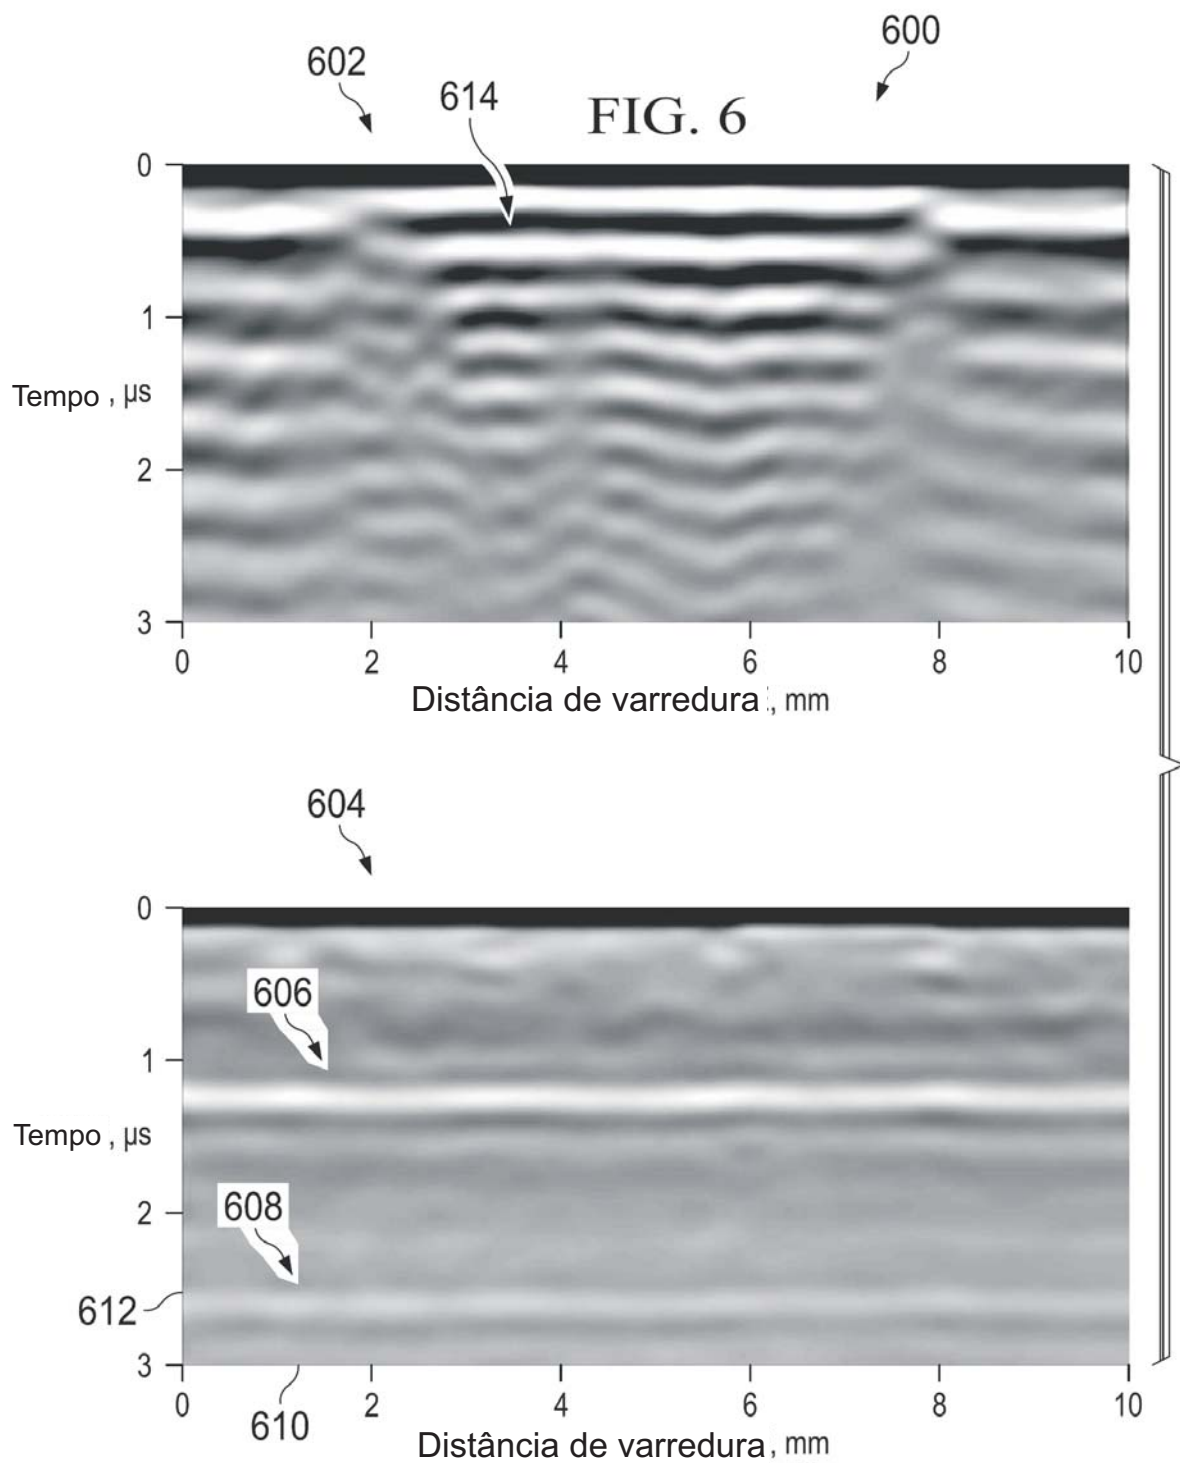 600
602
614
FIG. 6
0
1
Tempo , µs
2
3
0 2 4 6 8 10
Distância de varredura , mm
604
0
606
1
Tempo , µs
608
2
612
3
0 2 4 6 8 10
610
Distância de varredura , mm